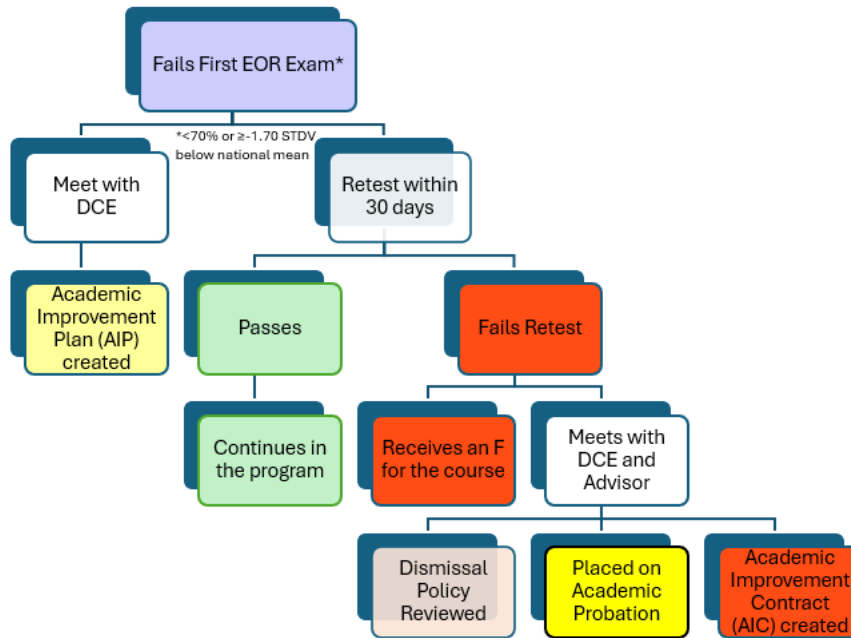 Fails First EOR Exam*
*<70% or ≥-1.70 STDV
below national mean
Meet with
DCE
Retest within
30 days
Academic
Improvement
Plan (AIP)
created
Passes
Fails Retest
Continues in
the program
Receives an F
for the course
Meets with
DCE and
Advisor
Dismissal
Policy
Reviewed
Placed on
Academic
Probation
Academic
Improvement
Contract
(AIC) created